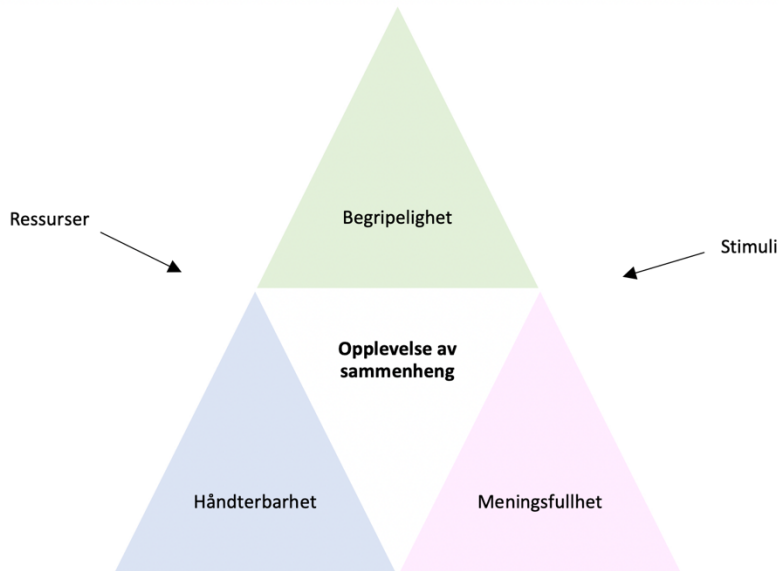 Begripelighet
Ressurser
Stimuli
Opplevelse av
sammenheng
Håndterbarhet
Meningsfullhet